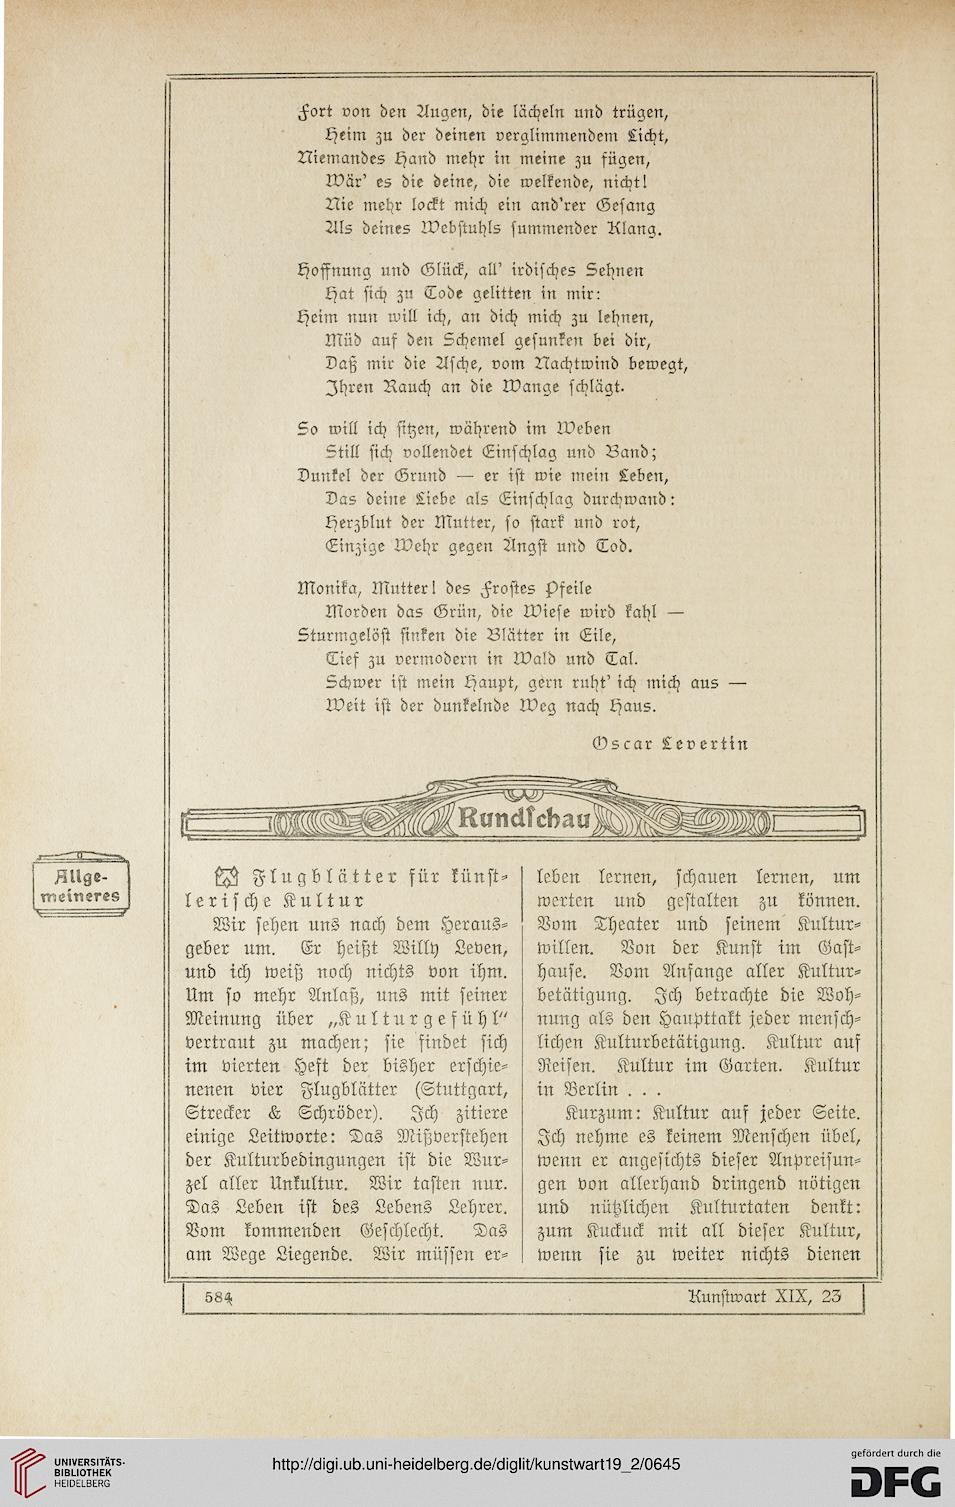 Fort von den Augen, die lächeln und trügen,
Heim zu der deinen verglimmendem Licht,
Niemandes Hand mehr in meine zu fügen,
Wär' es die deine, die welkende, nicht!
Nie mehr lockt mich ein and'rer Gesang
Als deines Webstuhls summender Klang.
Hoffnung und Glück, all' irdisches Sehnen
Hat sich zu Tode gelitten in mir:
Heim nun will ich, an dich mich zu lehnen,
Müd auf den Schemel gesunken bei dir,
Daß mir die Asche, vom Nachtwind bewegt,
Ihren Rauch an die Wange schlägt.
So will ich sitzen, während im Weben
Still sich vollendet Einschlag und Band;
Dunkel der Grund — er ist wie mein Leben,
Das deine Liebe als Einschlag durchwand:
Herzblut der Mutter, so stark und rot,
Einzige Wehr gegen Angst und Tod.
Monika, Mutter! des Frostes Pfeile
Morden das Grün, die Wiese wird kahl —
Sturmgelöst sinken die Blätter in Eile,
Tief zu vermodern in Wald und Tal.
Schwer ist mein Haupt, gern ruht' ich mich aus —
Weit ist der dunkelnde Weg nach Haus.
Oscar Levertin
Rundschau
Allge-
meineres
Flugblätter für künst-
lerische Kultur
Wir sehen uns nach dem Heraus-
geber um. Er heißt Willy Leven,
und ich weiß noch nichts von ihm.
Um so mehr Anlaß, uns mit seiner
Meinung über „Kulturgefühl"
vertraut zu machen; sie findet sich
im vierten Heft der bisher erschie-
nenen vier Flugblätter (Stuttgart,
Strecker & Schröder). Ich zitiere
einige Leitworte: Das Mißverstehen
der Kulturbedingungen ist die Wur-
zel aller Unkultur. Wir tasten nur.
Das Leben ist des Lebens Lehrer.
Vom kommenden Geschlecht. Das
am Wege Liegende. Wir müssen er-
leben lernen, schauen lernen, um
werten und gestalten zu können.
Vom Theater und seinem Kultur-
willen. Von der Kunst im Gast-
hause. Vom Anfange aller Kultur-
betätigung. Ich betrachte die Woh-
nung als den Haupttakt jeder mensch-
lichen Kulturbetätigung. Kultur auf
Reisen. Kultur im Garten. Kultur
in Berlin . . .
Kurzum: Kultur auf jeder Seite.
Ich nehme es keinem Menschen übel,
wenn er angesichts dieser Anpreisun-
gen von allerhand dringend nötigen
und nützlichen Kulturtaten denkt:
zum Kuckuck mit all dieser Kultur,
wenn sie zu weiter nichts dienen
584
Kunstwart XIX, 23
UNIVERSITÄTS-
BIBLIOTHEK
HEIDELBERG
http://digi.ub.uni-heidelberg.de/diglit/kunstwart19_2/0645
gefördert durch die
DFG